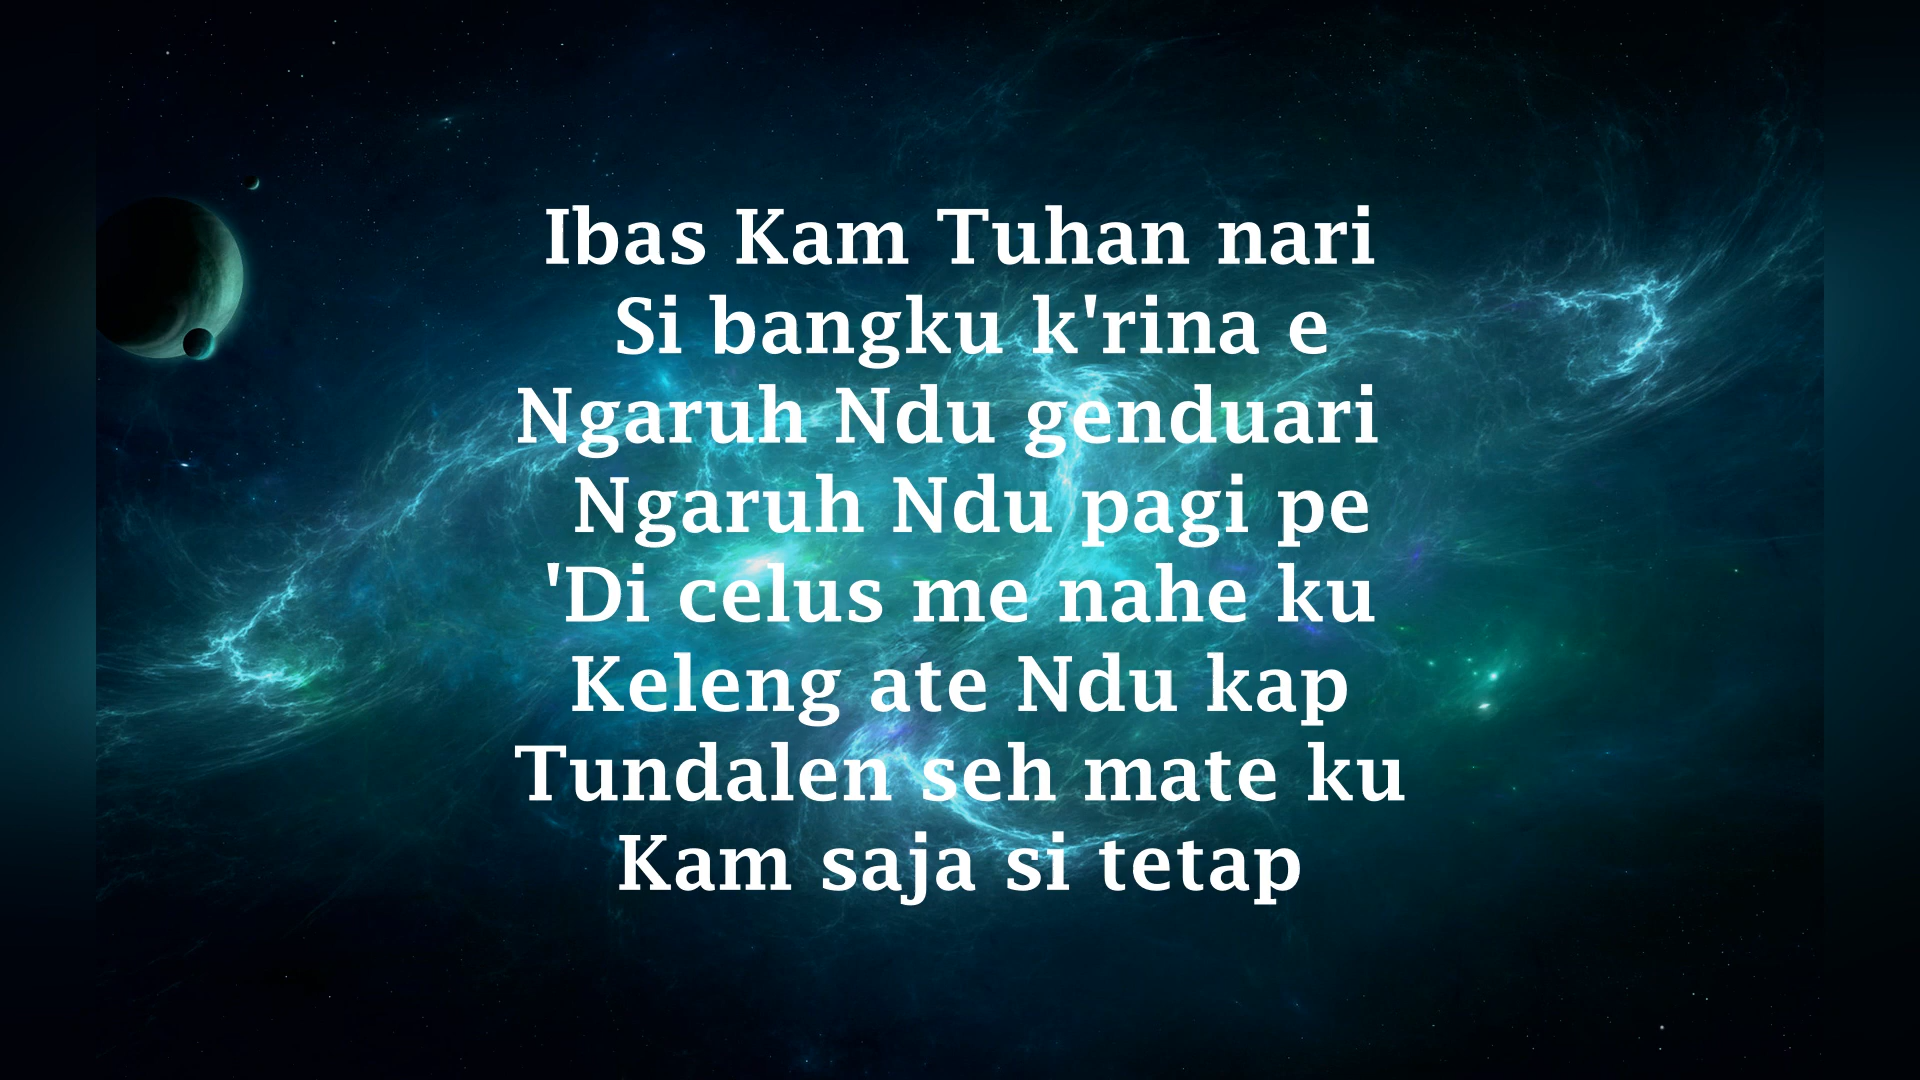 Ibas Kam Tuhan nari
Si bangku k'rina e
Ngaruh Ndu genduari
Ngaruh Ndu pagi pe
'Di celus me nahe ku
Keleng ate Ndu kap
Tundalen seh mate ku
Kam saja si tetap